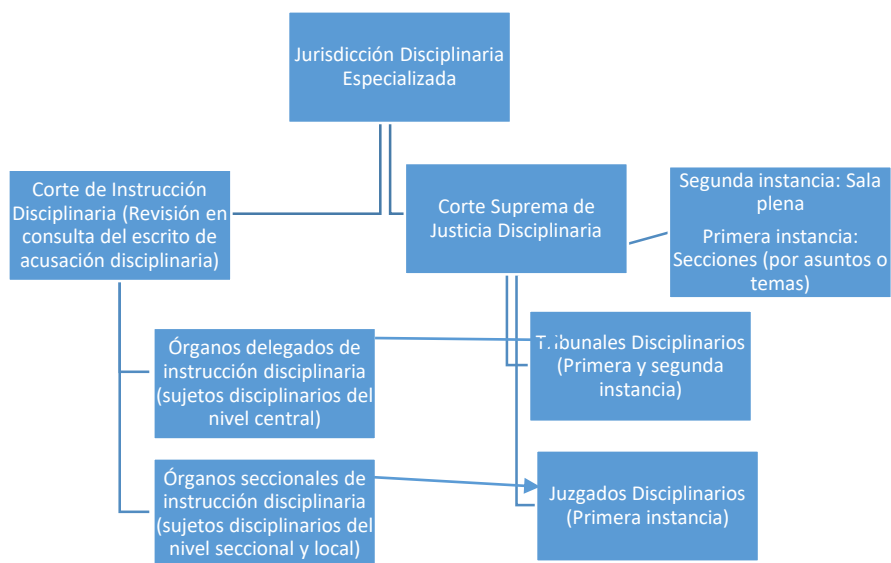 Jurisdicción Disciplinaria
Especializada
Corte de Instrucción
Disciplinaria (Revisión en
consulta del escrito de
acusación disciplinaria)
Corte Suprema de
Justicia Disciplinaria
Segunda instancia: Sala
plena
Primera instancia:
Secciones (por asuntos o
temas)
Órganos delegados de
instrucción disciplinaria
(sujetos disciplinarios del
nivel central)
Tribunales Disciplinarios
(Primera y segunda
instancia)
Órganos seccionales de
instrucción disciplinaria
(sujetos disciplinarios del
nivel seccional y local)
Juzgados Disciplinarios
(Primera instancia)